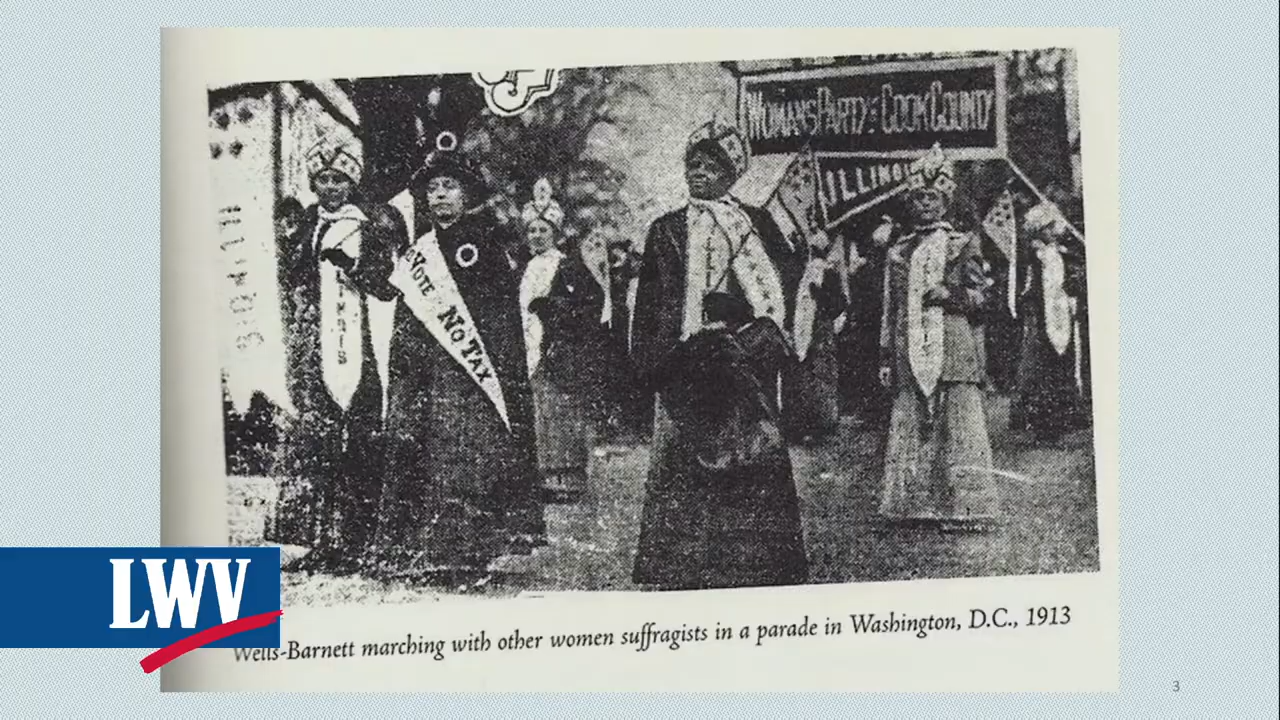 WOMAN'S PARTY OF COOK COUNTY
ILLINOI
VOTE NO TAX
ILLINOIS
LWV
Wells-Barnett marching with other women suffragists in a parade in Washington, D.C., 1913
3